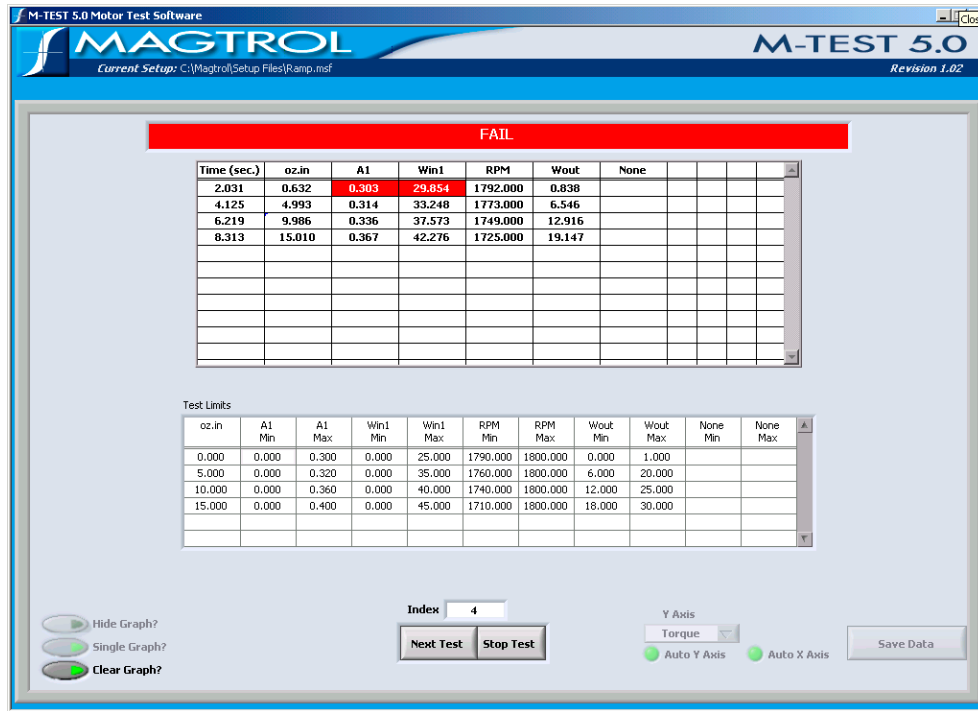 M-TEST 5.0 Motor Test Software
Clos
MAGTROL
M-TEST 5.0
Current Setup: C:\Magtrol\Setup Files\Ramp.msf
Revision 1.02
FAIL
Time (sec.) oz.in A1 Win1 RPM Wout None
2.031 0.632 0.303 29.854 1792.000 0.838
4.125 4.993 0.314 33.248 1773.000 6.546
6.219 9.986 0.336 37.573 1749.000 12.916
8.313 15.010 0.367 42.276 1725.000 19.147
Test Limits
oz.in A1 A1 Win1 Win1 RPM RPM Wout Wout None None
Min Max Min Max Min Max Min Max Min Max
0.000 0.000 0.300 0.000 25.000 1790.000 1800.000 0.000 1.000
5.000 0.000 0.320 0.000 35.000 1760.000 1800.000 6.000 20.000
10.000 0.000 0.360 0.000 40.000 1740.000 1800.000 12.000 25.000
15.000 0.000 0.400 0.000 45.000 1710.000 1800.000 18.000 30.000
Index 4
Next Test Stop Test
Hide Graph?
Single Graph?
Clear Graph?
Y Axis
Torque
Auto Y Axis Auto X Axis
Save Data